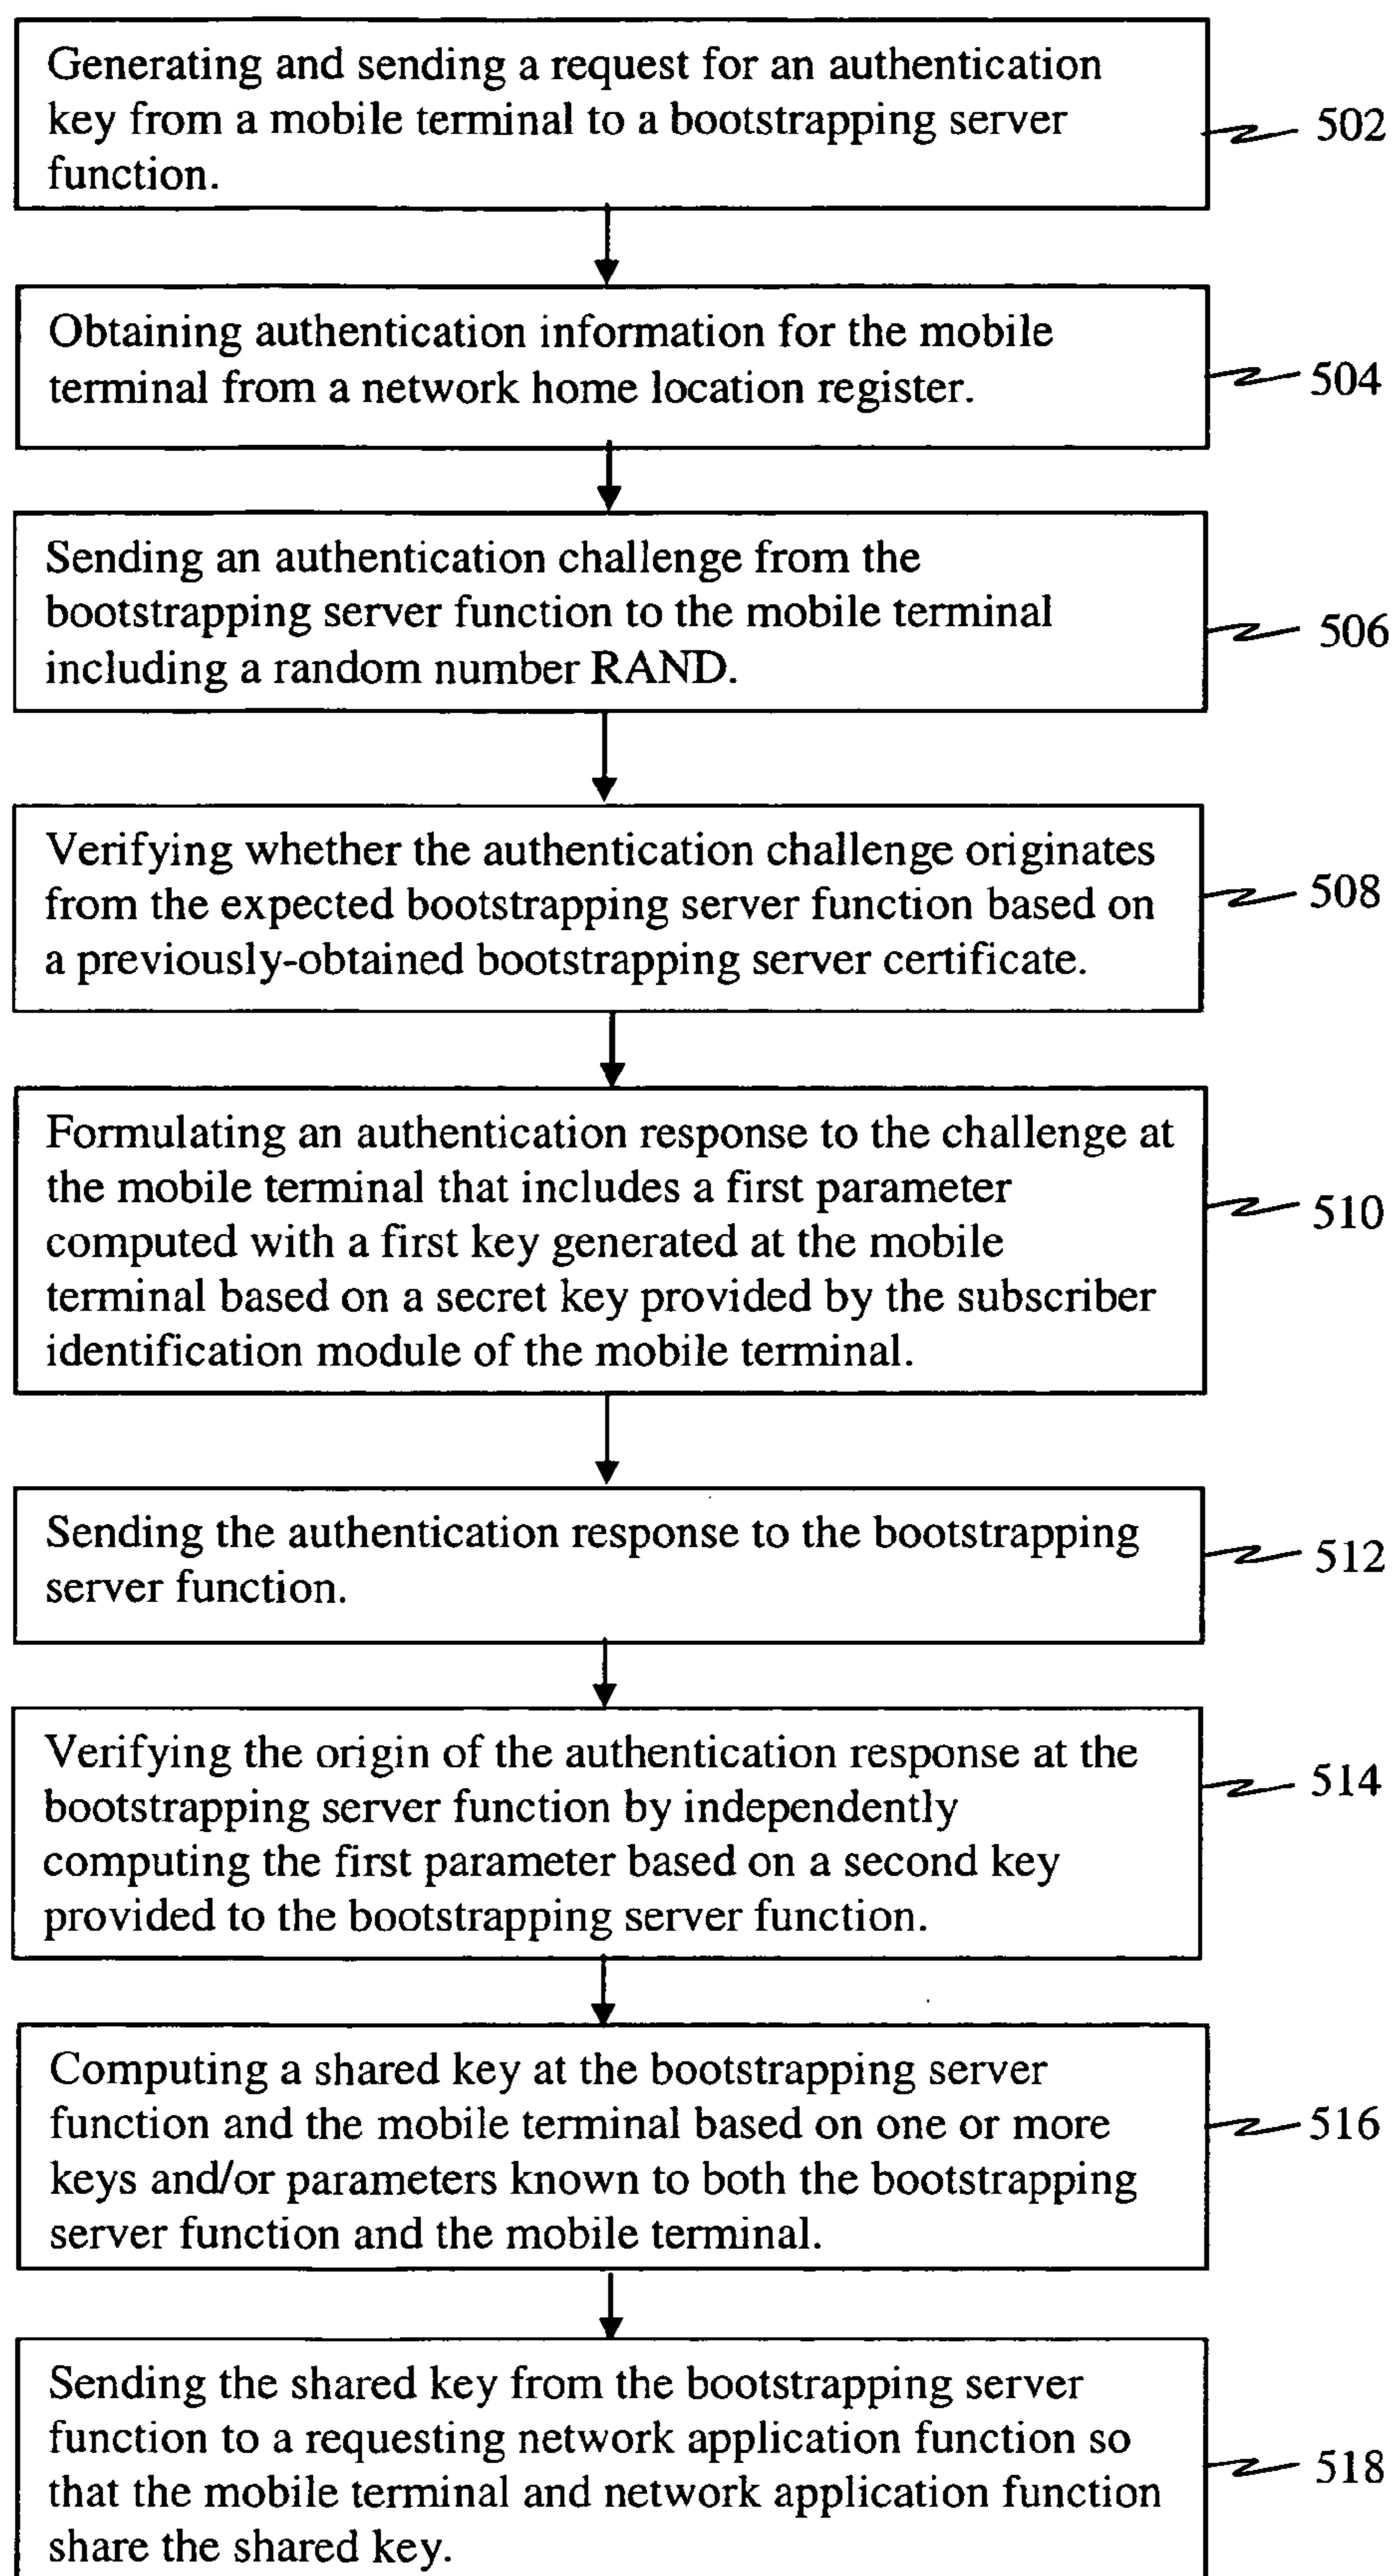 Generating and sending a request for an authentication
key from a mobile terminal to a bootstrapping server
function.
502
Obtaining authentication information for the mobile
terminal from a network home location register.
504
Sending an authentication challenge from the
bootstrapping server function to the mobile terminal
including a random number RAND.
506
Verifying whether the authentication challenge originates
from the expected bootstrapping server function based on
a previously-obtained bootstrapping server certificate.
508
Formulating an authentication response to the challenge at
the mobile terminal that includes a first parameter
computed with a first key generated at the mobile
terminal based on a secret key provided by the subscriber
identification module of the mobile terminal.
510
Sending the authentication response to the bootstrapping
server function.
512
Verifying the origin of the authentication response at the
bootstrapping server function by independently
computing the first parameter based on a second key
provided to the bootstrapping server function.
514
Computing a shared key at the bootstrapping server
function and the mobile terminal based on one or more
keys and/or parameters known to both the bootstrapping
server function and the mobile terminal.
516
Sending the shared key from the bootstrapping server
function to a requesting network application function so
that the mobile terminal and network application function
share the shared key.
518